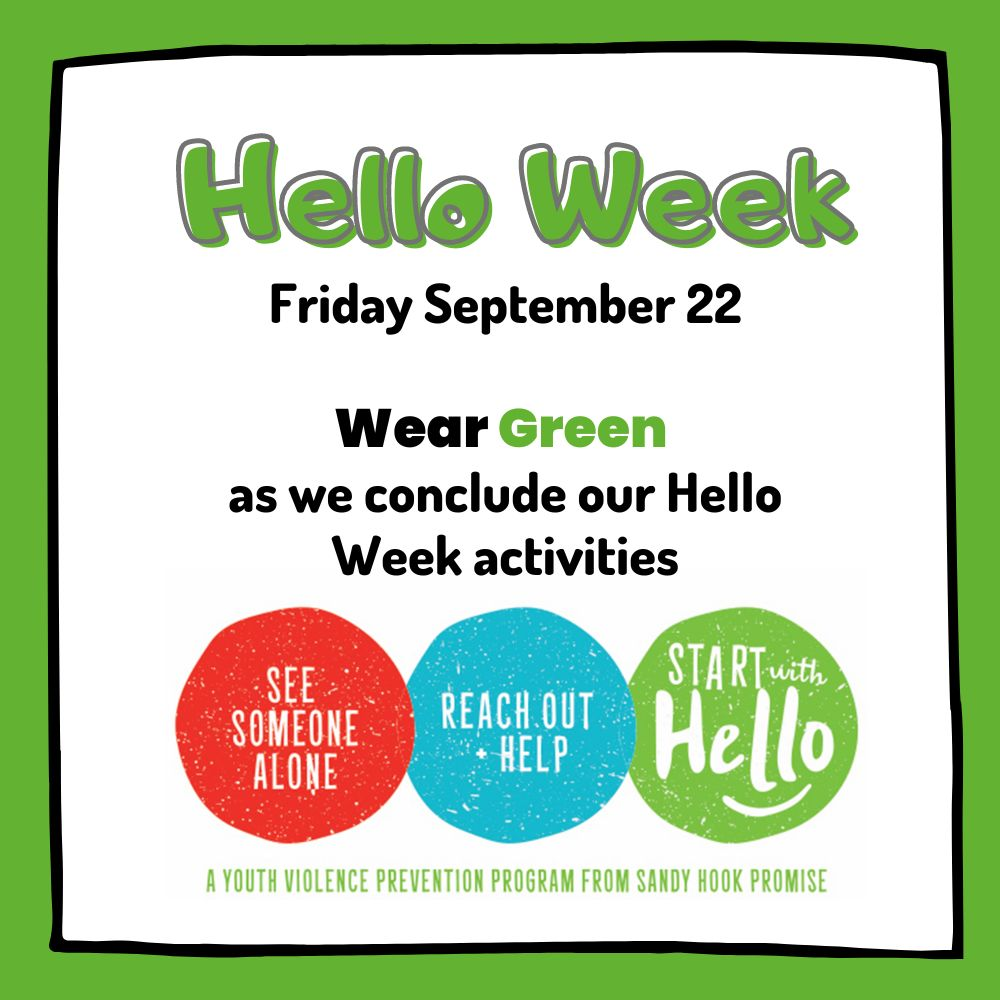 Hello Week
Friday September 22
Wear Green
as we conclude our Hello
Week activities
SEE
SOMEONE
ALONE
REACH OUT
+ HELP
START with
Hello
A YOUTH VIOLENCE PREVENTION PROGRAM FROM SANDY HOOK PROMISE